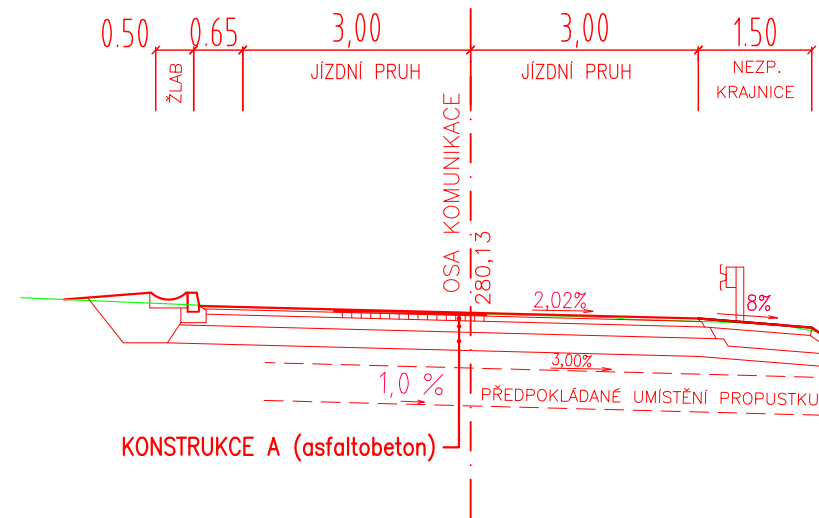 0.50 0.65 3,00 3,00 1.50
ŽLAB
JÍZDNÍ PRUH
JÍZDNÍ PRUH
NEZP.
KRAJNICE
OSA KOMUNIKACE
280,13
2,02%
8%
3,00%
1,0 %
PŘEDPOKLÁDANÉ UMÍSTĚNÍ PROPUSTKU
KONSTRUKCE A (asfaltobeton)